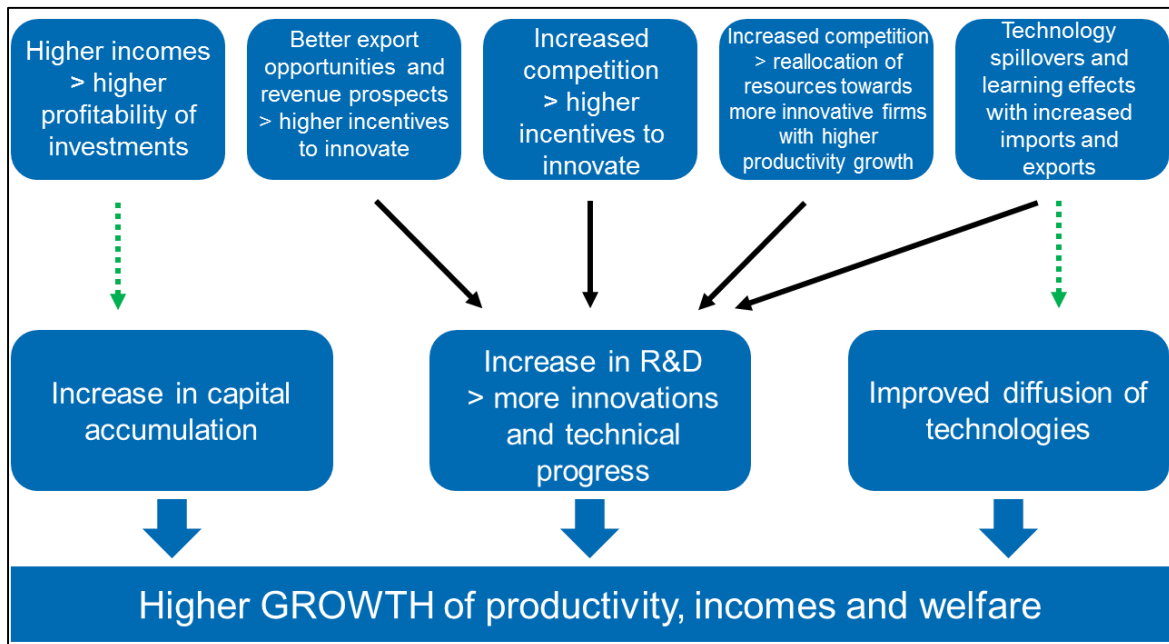 Higher incomes
> higher
profitability of
investments
Better export
opportunities and
revenue prospects
> higher incentives
to innovate
Increased
competition
> higher
incentives to
innovate
Increased competition
> reallocation of
resources towards
more innovative firms
with higher
productivity growth
Technology
spillovers and
learning effects
with increased
imports and
exports
Increase in capital
accumulation
Increase in R&D
> more innovations
and technical
progress
Improved diffusion of
technologies
Higher GROWTH of productivity, incomes and welfare